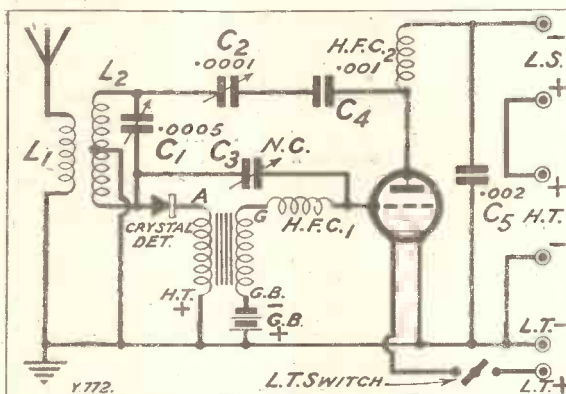 C2
.0001
H.F.C.2
.001
C4
L2
L1
.0005
C1
C3
N.C.
A
CRYSTAL
DET.
G
H.F.C.1
H.T.
+
G.B.
−
G.B.
+
.002
C5
−
L.S.
+
+
H.T.
−
L.T.−
L.T.+
L.T. SWITCH
Y.772.